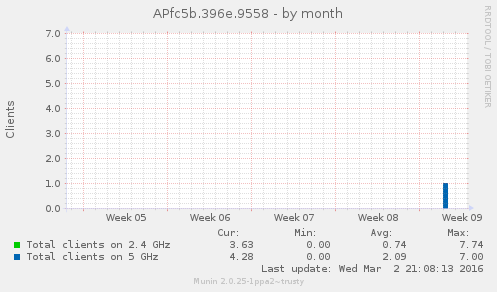 APfc5b.396e.9558 - by month
RRDTOOL / TOBI OETIKER
Clients
7.0
6.0
5.0
4.0
3.0
2.0
1.0
0.0
Week 05 Week 06 Week 07 Week 08 Week 09
Cur: Min: Avg: Max:
Total clients on 2.4 GHz 3.63 0.00 0.74 7.74
Total clients on 5 GHz 4.28 0.00 2.09 7.00
Last update: Wed Mar 2 21:08:13 2016
Munin 2.0.25-1ppa2~trusty